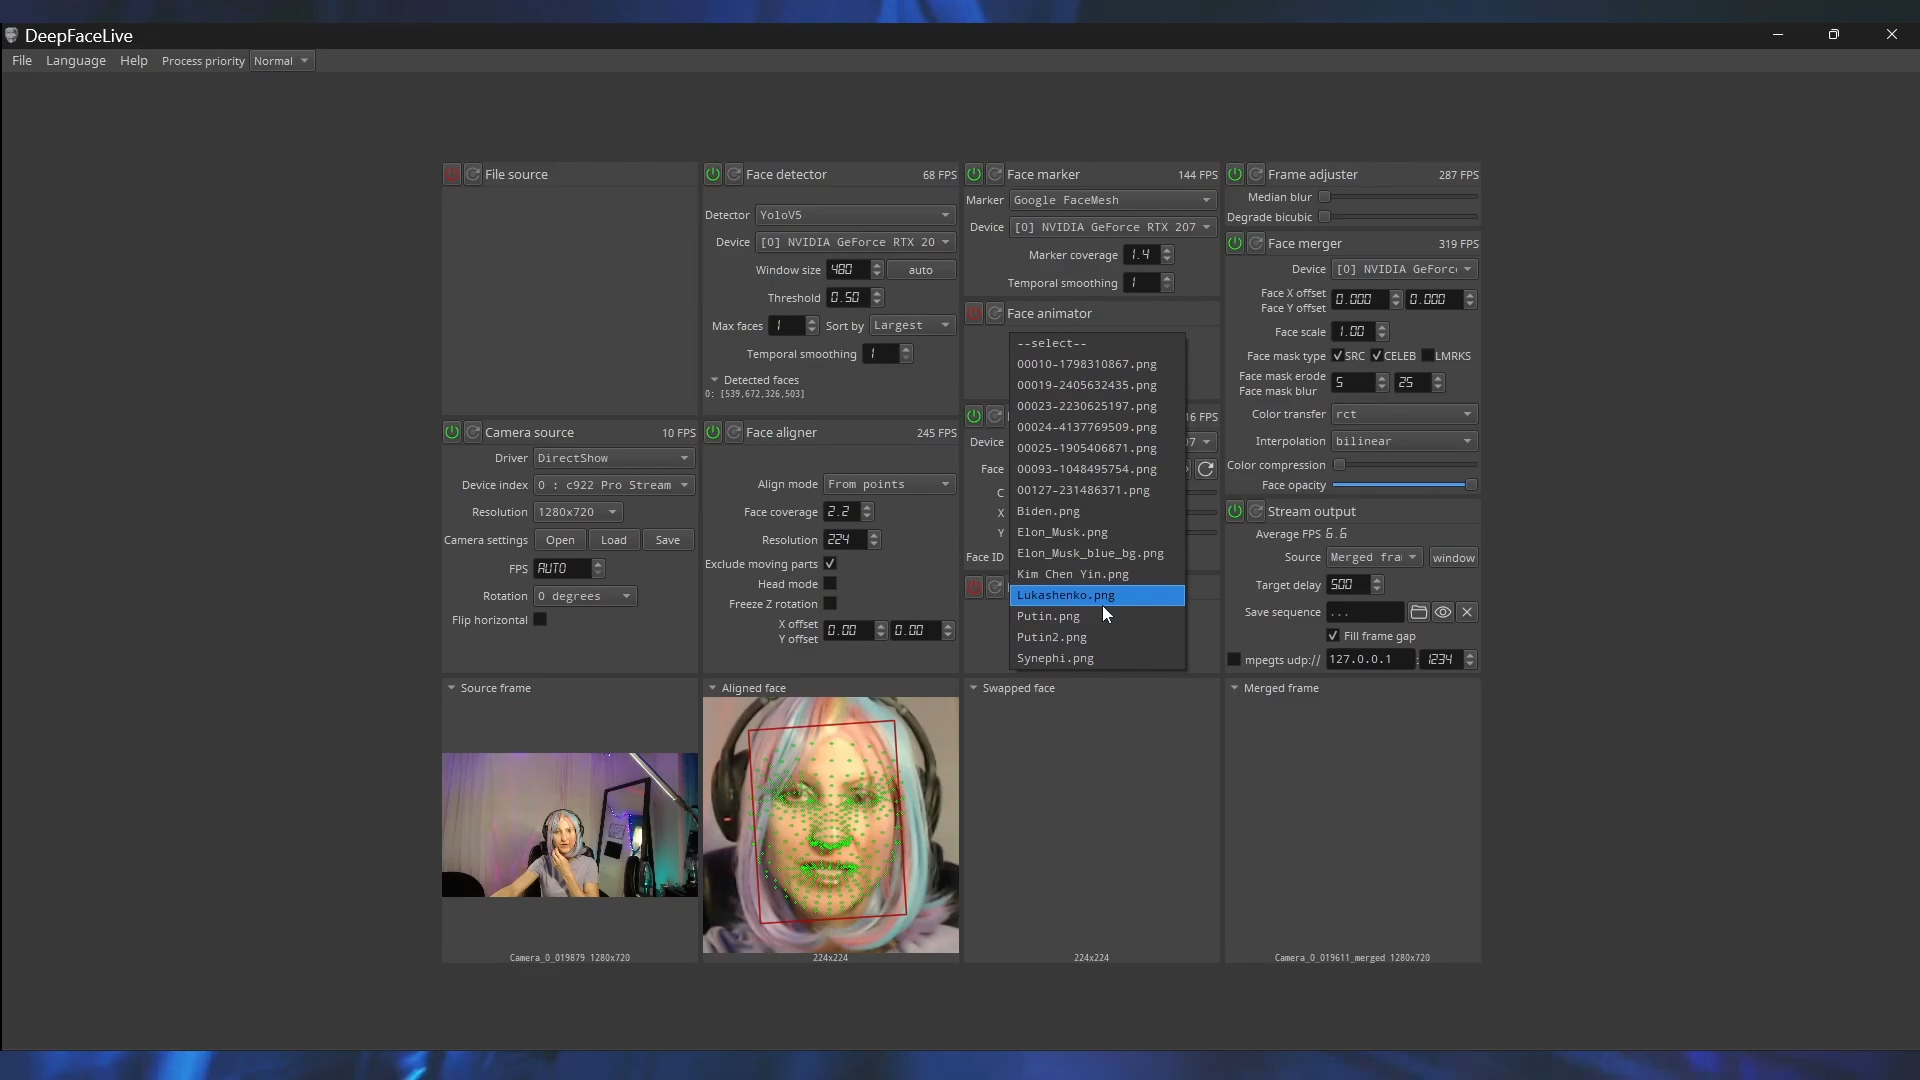 DeepFaceLive
File Language Help Process priority Normal
File source
Camera source 10 FPS
Driver DirectShow
Device index 0 : c922 Pro Stream
Resolution 1280x720
Camera settings Open Load Save
FPS AUTO
Rotation 0 degrees
Flip horizontal
Face detector 68 FPS
Detector YoloV5
Device [0] NVIDIA GeForce RTX 20
Window size 480 auto
Threshold 0.50
Max faces 1 Sort by Largest
Temporal smoothing 1
Detected faces
0: [539,672,326,503]
Face aligner 245 FPS
Align mode From points
Face coverage 2.2
Resolution 224
Exclude moving parts
Head mode
Freeze Z rotation
X offset
Y offset
0.00 0.00
Face marker 144 FPS
Marker Google FaceMesh
Device [0] NVIDIA GeForce RTX 207
Marker coverage 1.4
Temporal smoothing 1
Face animator
16 FPS
Device 07
Face
C
X
Y
Face ID
--select--
00010-1798310867.png
00019-2405632435.png
00023-2230625197.png
00024-4137769509.png
00025-1905406871.png
00093-1048495754.png
00127-231486371.png
Biden.png
Elon_Musk.png
Elon_Musk_blue_bg.png
Kim Chen Yin.png
Lukashenko.png
Putin.png
Putin2.png
Synephi.png
Frame adjuster 287 FPS
Median blur
Degrade bicubic
Face merger 319 FPS
Device [0] NVIDIA GeForc
Face X offset
Face Y offset
0.000 0.000
Face scale 1.00
Face mask type SRC CELEB LMRKS
Face mask erode
Face mask blur
5 25
Color transfer rct
Interpolation bilinear
Color compression
Face opacity
Stream output
Average FPS 6.6
Source Merged fra window
Target delay 500
Save sequence ...
Fill frame gap
mpegts udp:// 127.0.0.1 : 1234
Source frame
Camera_0_019879 1280x720
Aligned face
224x224
Swapped face
224x224
Merged frame
Camera_0_019611_merged 1280x720